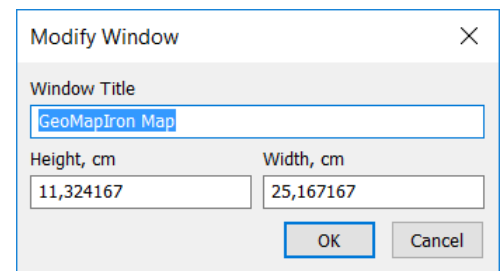 Modify Window
Window Title
GeoMapIron Map
Height, cm Width, cm
11,324167 25,167167
OK Cancel